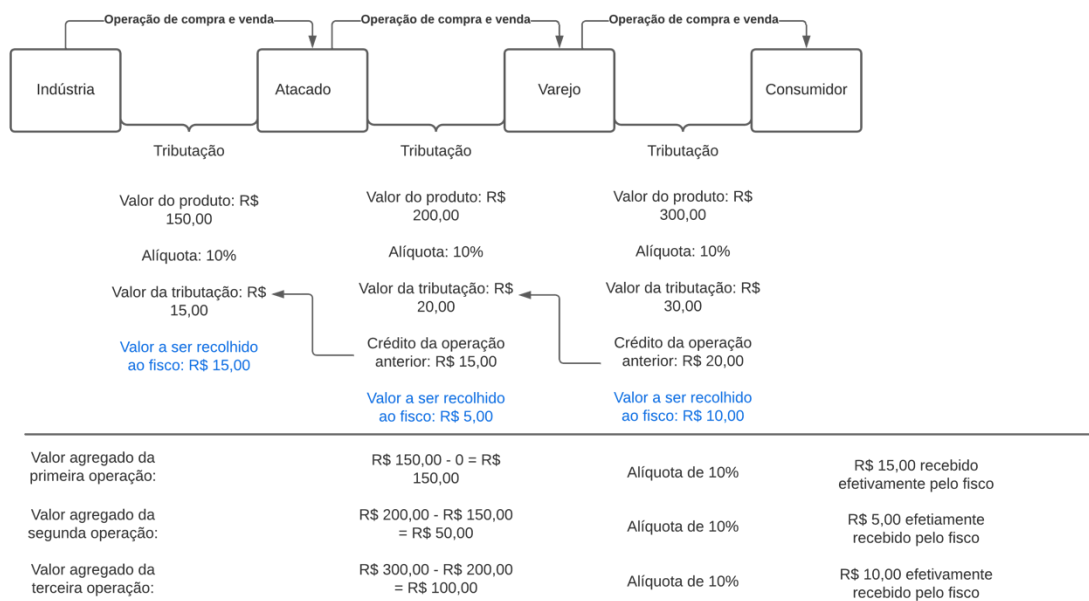 Operação de compra e venda
Operação de compra e venda
Operação de compra e venda
Indústria
Atacado
Varejo
Consumidor
Tributação
Tributação
Tributação
Valor do produto: R$
150,00
Alíquota: 10%
Valor da tributação: R$
15,00
Valor a ser recolhido
ao fisco: R$ 15,00
Valor do produto: R$
200,00
Alíquota: 10%
Valor da tributação: R$
20,00
Crédito da operação
anterior: R$ 15,00
Valor a ser recolhido
ao fisco: R$ 5,00
Valor do produto: R$
300,00
Alíquota: 10%
Valor da tributação: R$
30,00
Crédito da operação
anterior: R$ 20,00
Valor a ser recolhido
ao fisco: R$ 10,00
Valor agregado da
primeira operação:
R$ 150,00 - 0 = R$
150,00
Alíquota de 10%
R$ 15,00 recebido
efetivamente pelo fisco
Valor agregado da
segunda operação:
R$ 200,00 - R$ 150,00
= R$ 50,00
Alíquota de 10%
R$ 5,00 efetiamente
recebido pelo fisco
Valor agregado da
terceira operação:
R$ 300,00 - R$ 200,00
= R$ 100,00
Alíquota de 10%
R$ 10,00 efetivamente
recebido pelo fisco